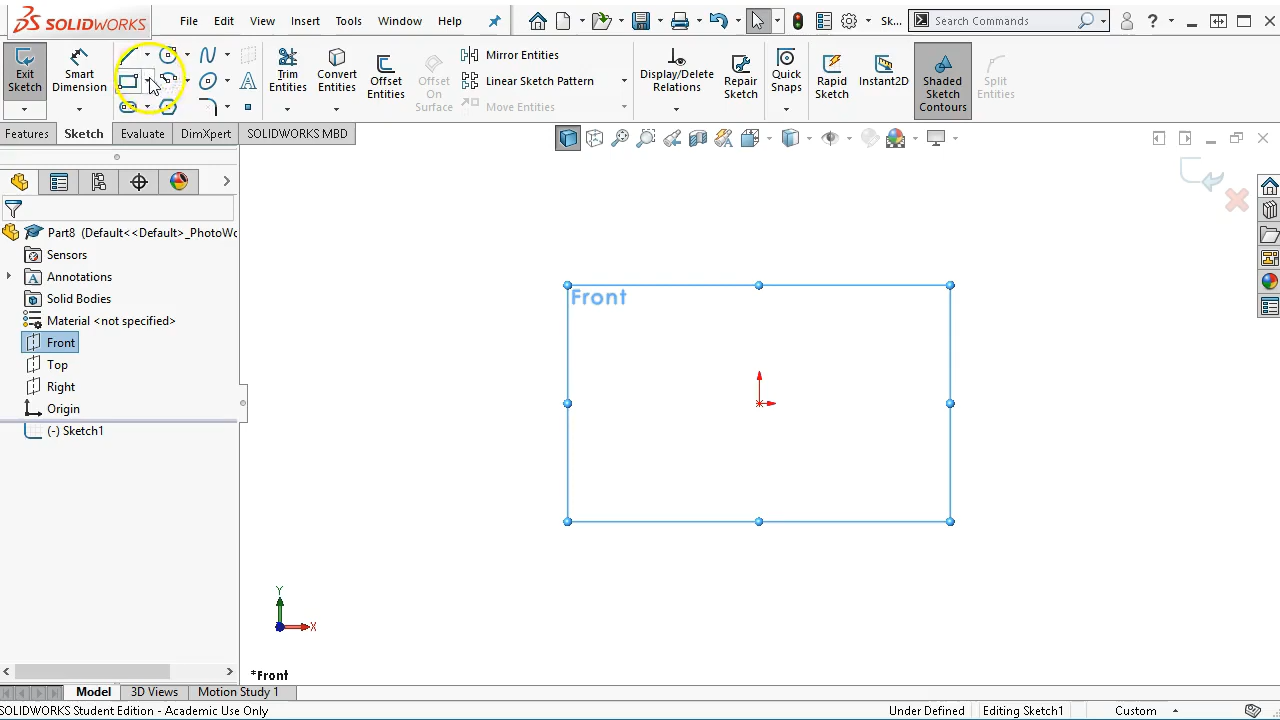 SOLIDWORKS File Edit View Insert Tools Window Help Sk... Search Commands ?
Exit Sketch
Smart Dimension
Trim Entities
Convert Entities
Offset Entities
Offset On Surface
Mirror Entities
Linear Sketch Pattern
Move Entities
Display/Delete Relations
Repair Sketch
Quick Snaps
Rapid Sketch
Instant2D
Shaded Sketch Contours
Split Entities
Features Sketch Evaluate DimXpert SOLIDWORKS MBD
Part8 (Default<<Default>_PhotoWo
Sensors
Annotations
Solid Bodies
Material <not specified>
Front
Top
Right
Origin
(-) Sketch1
Front
Y
X
*Front
Model 3D Views Motion Study 1
SOLIDWORKS Student Edition - Academic Use Only Under Defined Editing Sketch1 Custom